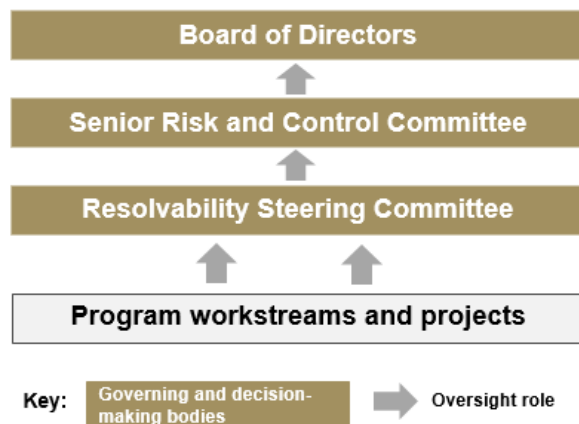 Board of Directors
Senior Risk and Control Committee
Resolvability Steering Committee
Program workstreams and projects
Key:
Governing and decision-
making bodies
Oversight role